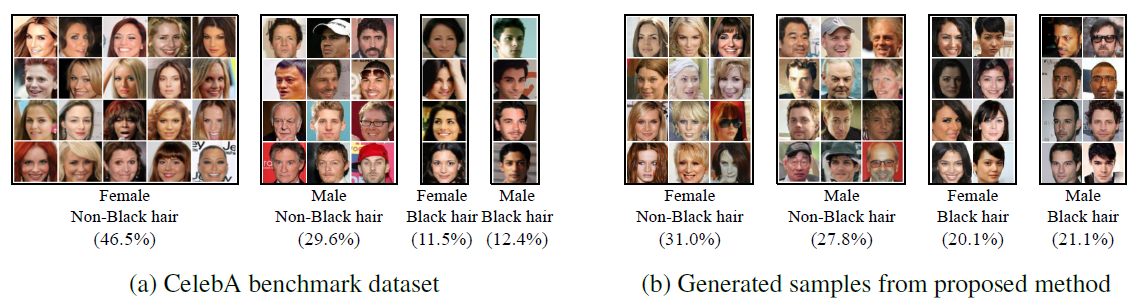 Female
Non-Black hair
(46.5%)
Male
Non-Black hair
(29.6%)
Female
Black hair
(11.5%)
Male
Black hair
(12.4%)
(a) CelebA benchmark dataset
Female
Non-Black hair
(31.0%)
Male
Non-Black hair
(27.8%)
Female
Black hair
(20.1%)
Male
Black hair
(21.1%)
(b) Generated samples from proposed method